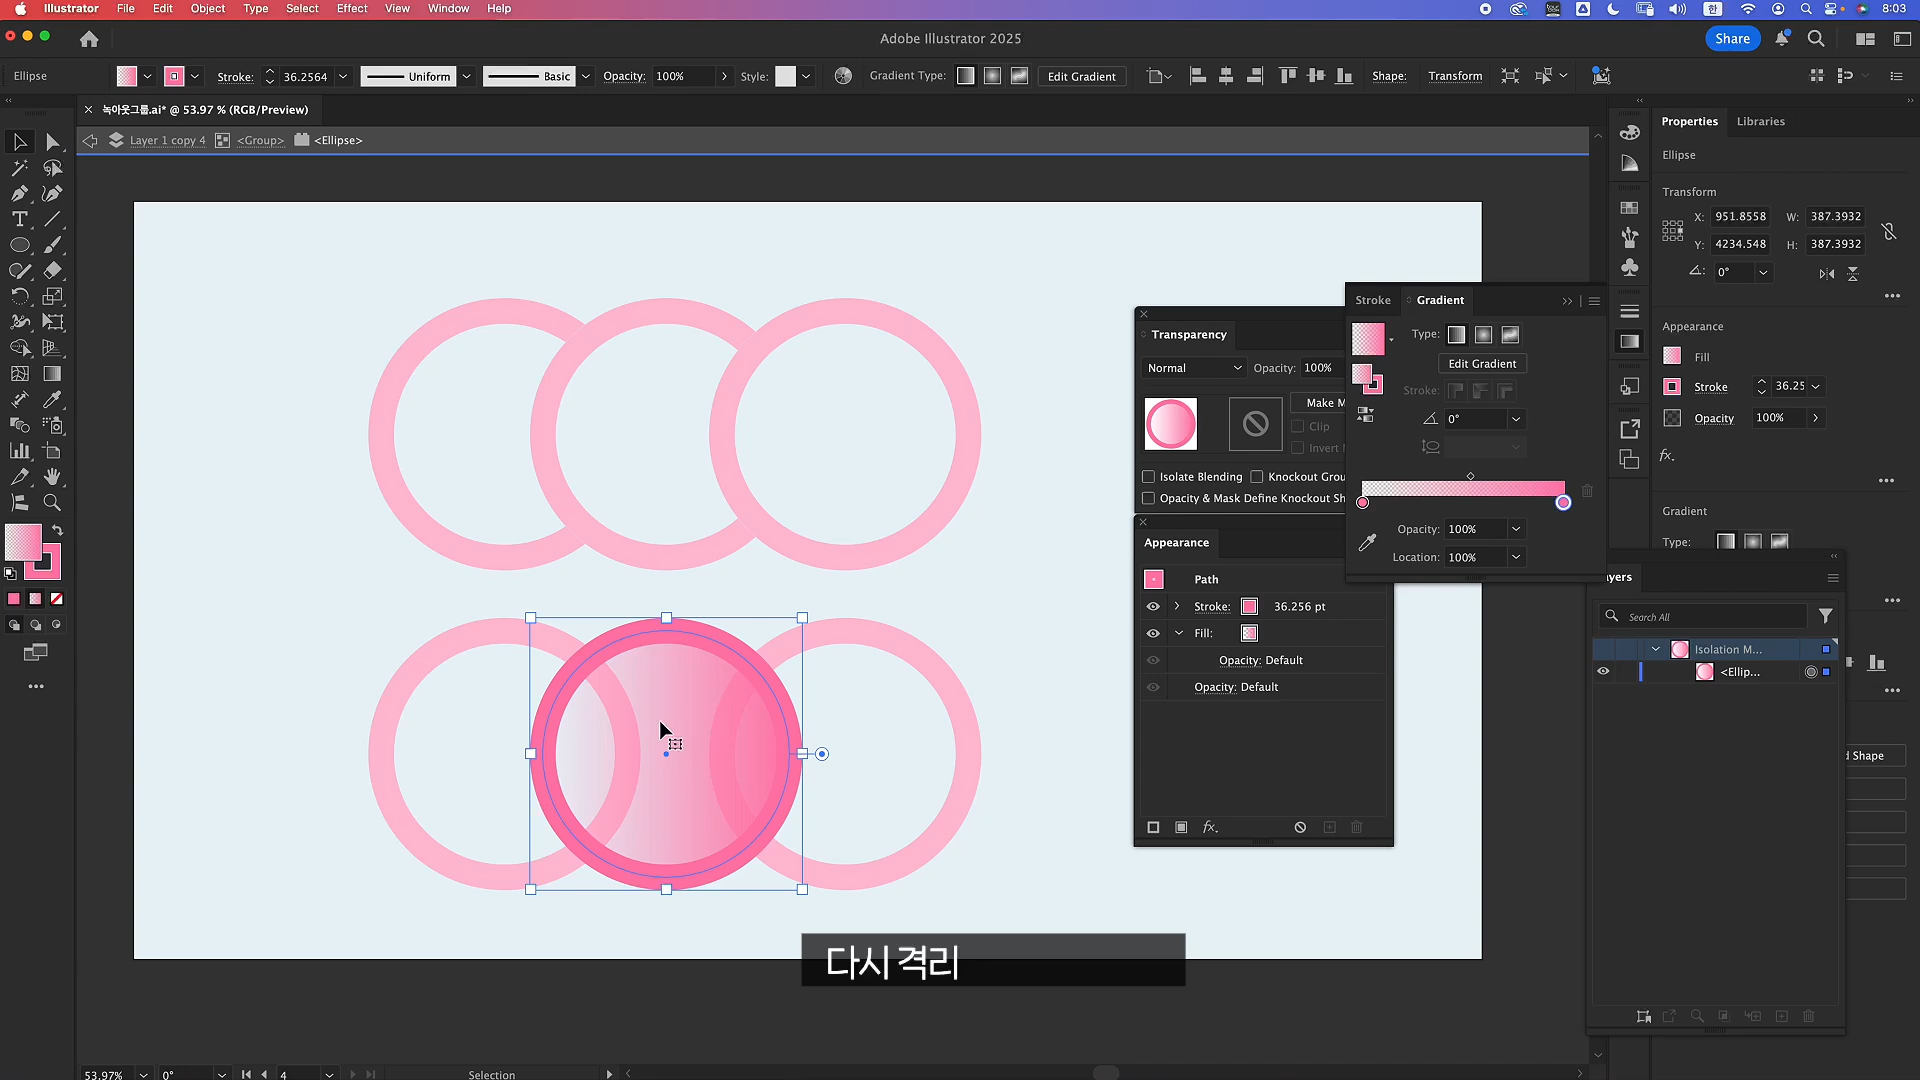 Illustrator File Edit Object Type Select Effect View Window Help 한 8:03
Adobe Illustrator 2025 Share
Ellipse Stroke: 36.2564 Uniform Basic Opacity: 100% Style: Gradient Type: Edit Gradient Shape: Transform
녹아웃그룹.ai* @ 53.97 % (RGB/Preview)
Layer 1 copy 4 <Group> <Ellipse>
Properties Libraries
Ellipse
Transform
X: 951.8558 W: 387.3932
Y: 4234.548 H: 387.3932
0°
Appearance
Fill
Stroke 36.25
Opacity 100%
fx.
Gradient
Type:
Stroke Gradient
Type:
Edit Gradient
Stroke:
0°
Opacity: 100%
Location: 100%
Transparency
Normal Opacity: 100%
Make M
Clip
Invert
Isolate Blending Knockout Grou
Opacity & Mask Define Knockout Sh
Appearance
Path
Stroke: 36.256 pt
Fill:
Opacity: Default
Opacity: Default
fx.
yers
Search All
Isolation M...
<Ellip...
d Shape
다시 격리
53.97% 0° 4 Selection